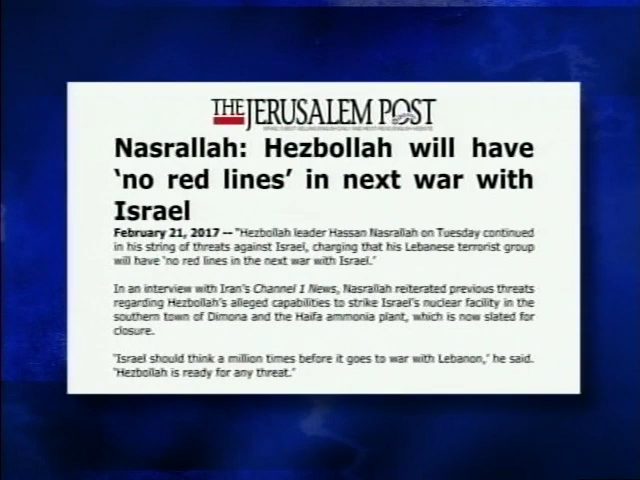 THE JERUSALEM POST
Nasrallah: Hezbollah will have
'no red lines' in next war with
Israel
February 21, 2017 -- "Hezbollah leader Hassan Nasrallah on Tuesday continued
in his string of threats against Israel, charging that his Lebanese terrorist group
will have 'no red lines in the next war with Israel.'
In an interview with Iran's Channel 1 News, Nasrallah reiterated previous threats
regarding Hezbollah's alleged capabilities to strike Israel's nuclear facility in the
southern town of Dimona and the Haifa ammonia plant, which is now slated for
closure.
"Israel should think a million times before it goes to war with Lebanon," he said.
"Hezbollah is ready for any threat."